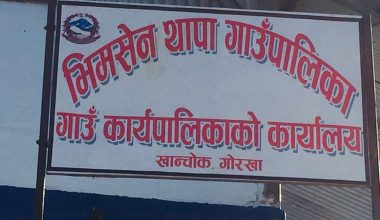 भिमसेन थापा गाउँपालिका
गाउँ कार्यपालिकाको कार्यालय
खान्चोक, गोरखा